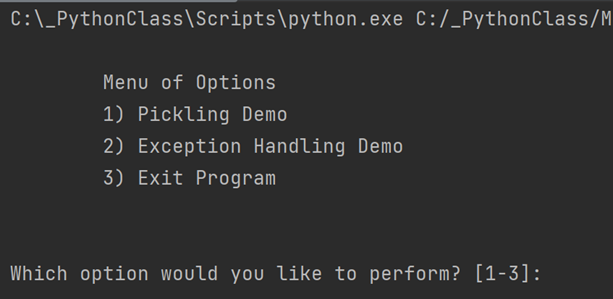 C:\_PythonClass\Scripts\python.exe C:/_PythonClass/M
Menu of Options
1) Pickling Demo
2) Exception Handling Demo
3) Exit Program
Which option would you like to perform? [1-3]: